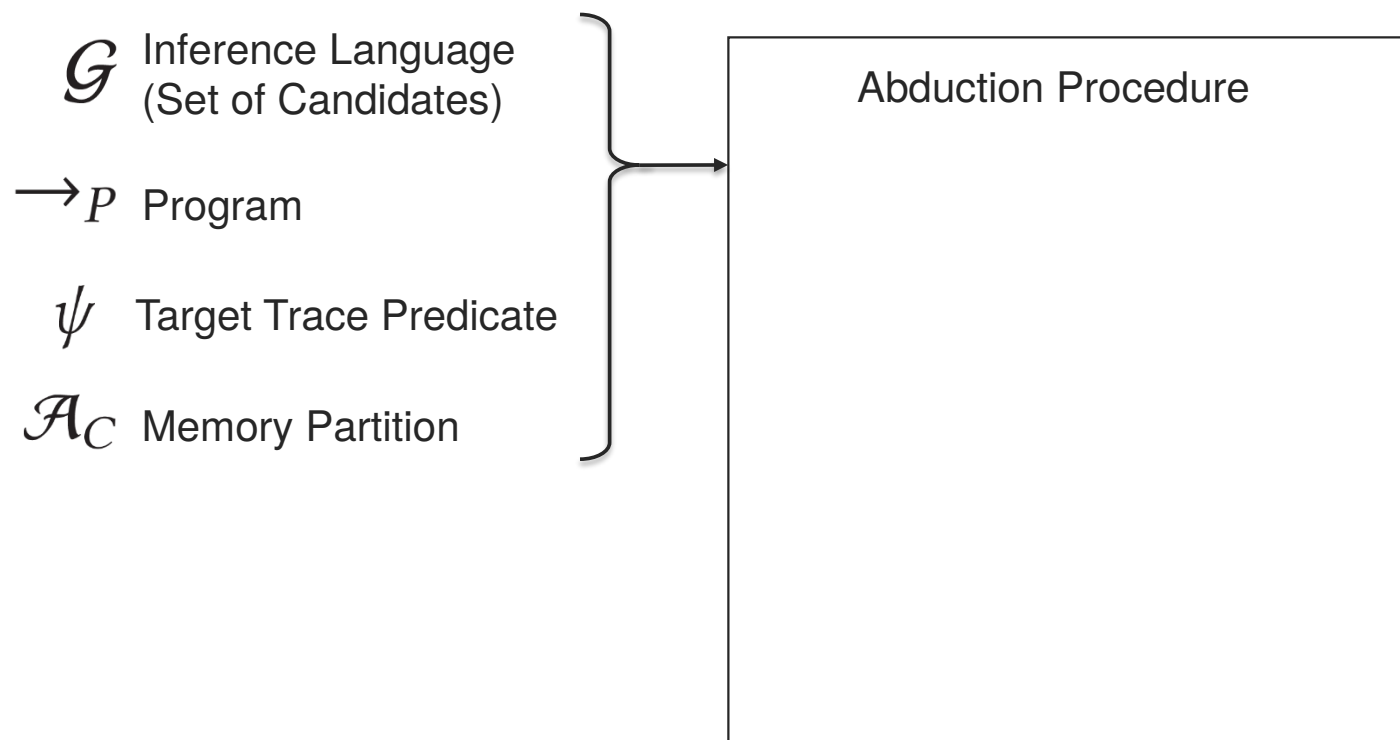 𝒢 Inference Language
(Set of Candidates)
→P Program
ψ Target Trace Predicate
𝒜C Memory Partition
Abduction Procedure